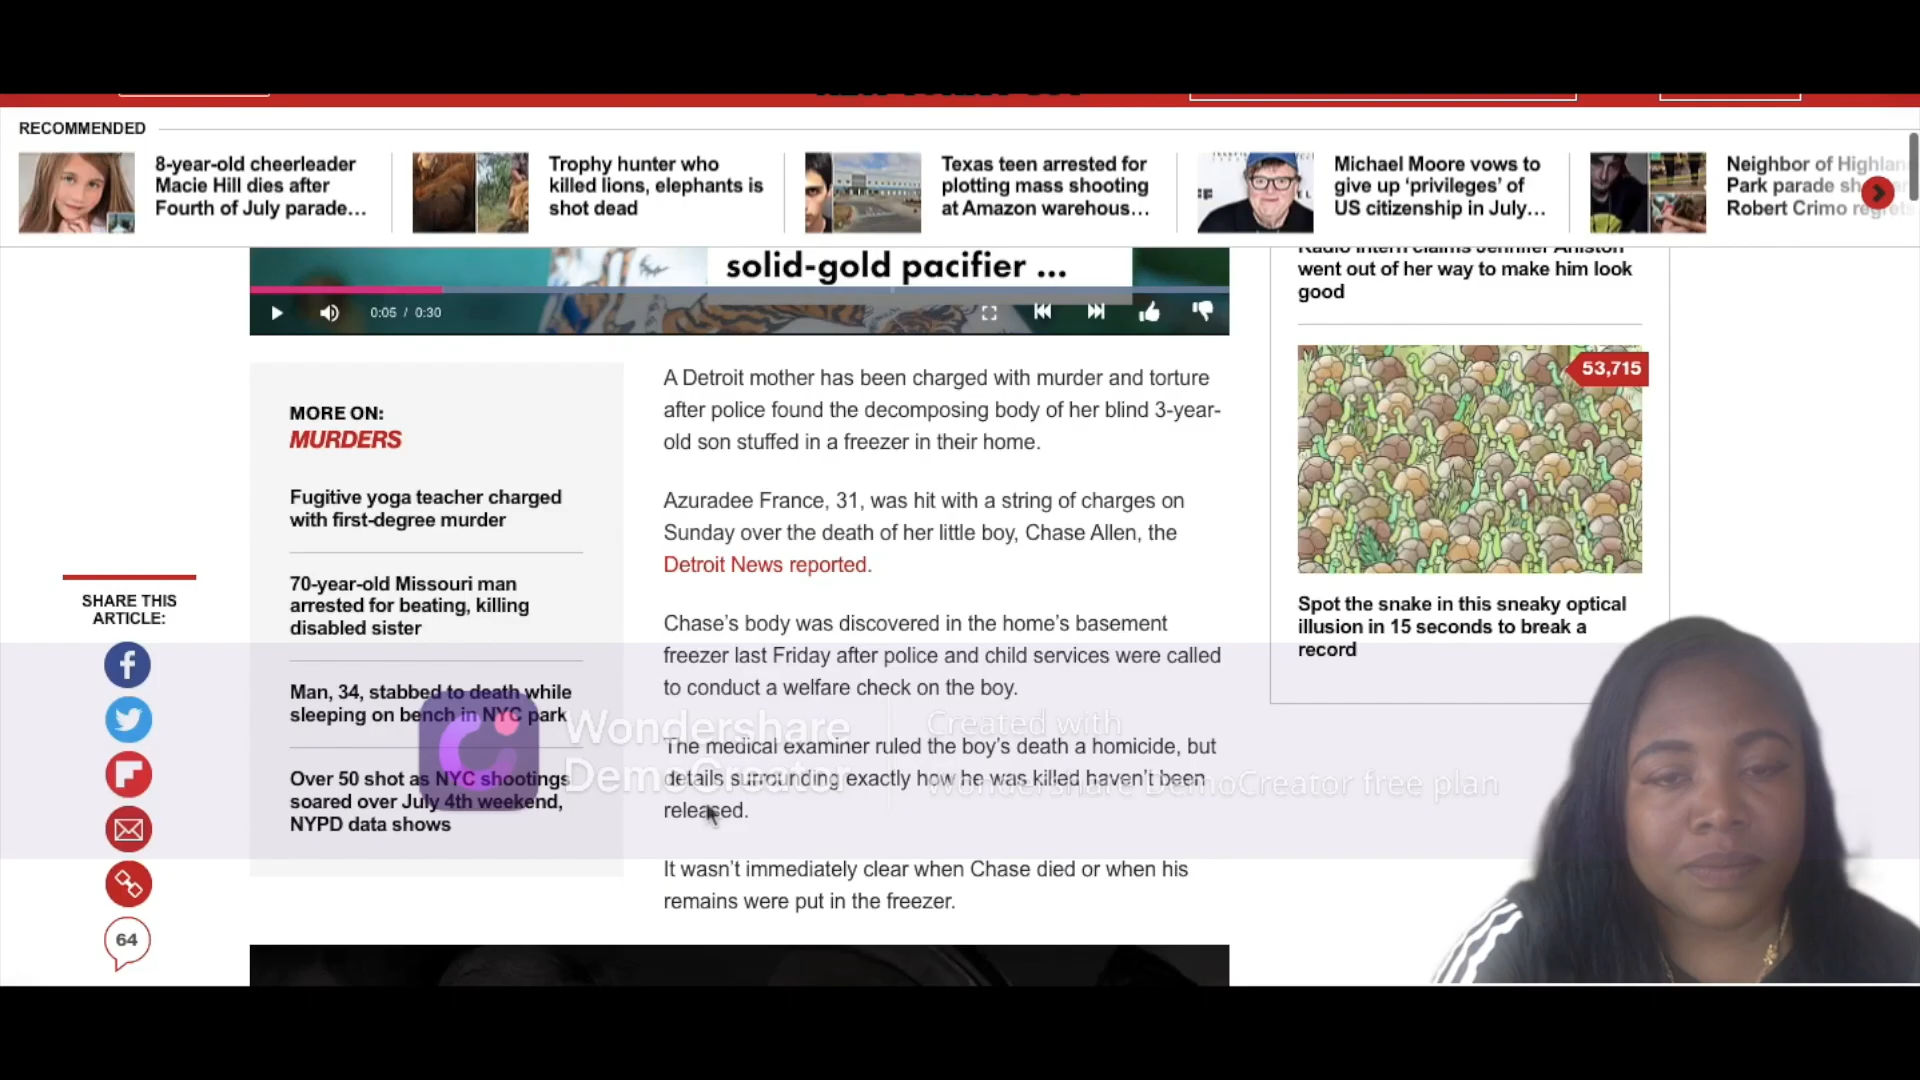 RECOMMENDED
8-year-old cheerleader
Macie Hill dies after
Fourth of July parade...
Trophy hunter who
killed lions, elephants is
shot dead
Texas teen arrested for
plotting mass shooting
at Amazon warehous...
Michael Moore vows to
give up ‘privileges’ of
US citizenship in July...
Neighbor of Highlan
Park parade sh
Robert Crimo regrets
solid-gold pacifier ...
0:05 / 0:30
MORE ON:
MURDERS
Fugitive yoga teacher charged
with first-degree murder
70-year-old Missouri man
arrested for beating, killing
disabled sister
Man, 34, stabbed to death while
sleeping on bench in NYC park
Over 50 shot as NYC shootings
soared over July 4th weekend,
NYPD data shows
SHARE THIS
ARTICLE:
64
A Detroit mother has been charged with murder and torture
after police found the decomposing body of her blind 3-year-
old son stuffed in a freezer in their home.
Azuradee France, 31, was hit with a string of charges on
Sunday over the death of her little boy, Chase Allen, the
Detroit News reported.
Chase’s body was discovered in the home’s basement
freezer last Friday after police and child services were called
to conduct a welfare check on the boy.
The medical examiner ruled the boy’s death a homicide, but
details surrounding exactly how he was killed haven’t been
released.
It wasn’t immediately clear when Chase died or when his
remains were put in the freezer.
Radio intern claims Jennifer Aniston
went out of her way to make him look
good
53,715
Spot the snake in this sneaky optical
illusion in 15 seconds to break a
record
Wondershare
DemoCreator
Created with
Wondershare DemoCreator free plan